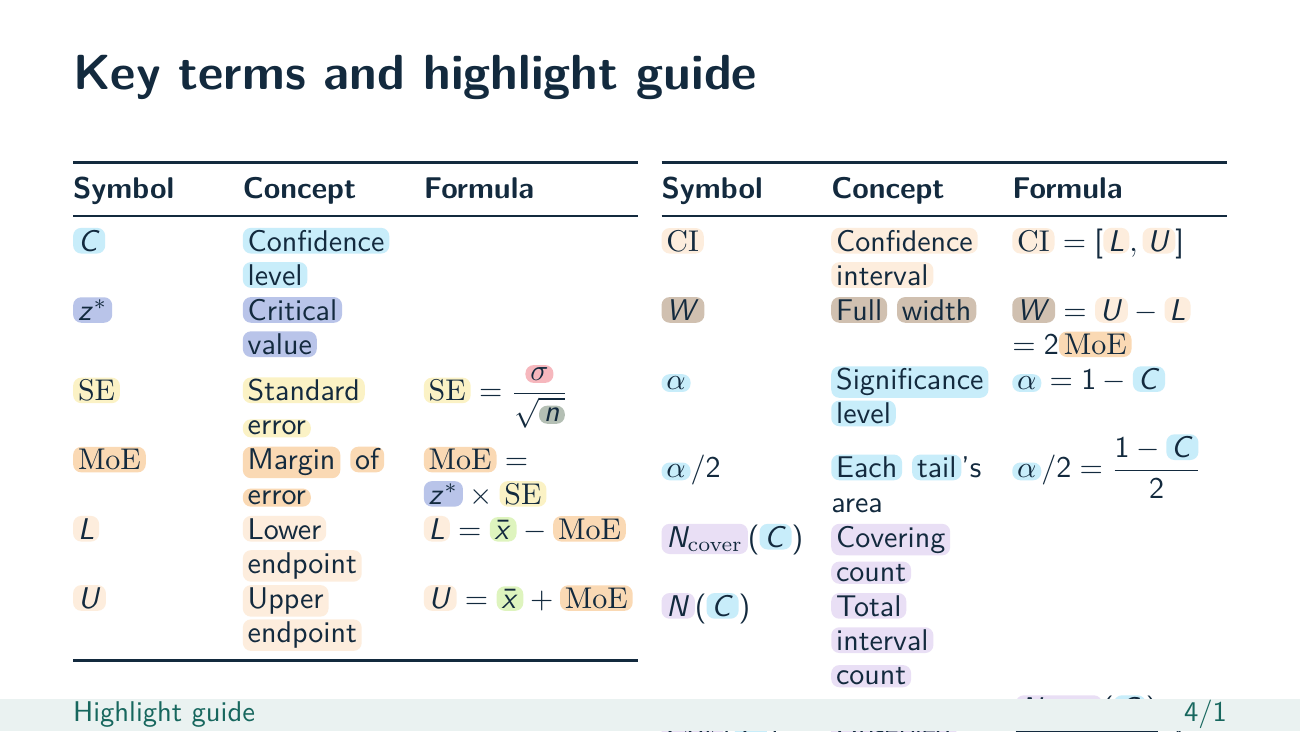 Key terms and highlight guide
Symbol Concept Formula
C Confidence
level
z* Critical
value
SE Standard
error SE = σ/√n
MoE Margin of
error MoE =
z* × SE
L Lower
endpoint L = x̄ − MoE
U Upper
endpoint U = x̄ + MoE
Symbol Concept Formula
CI Confidence
interval CI = [L, U]
W Full width W = U − L
= 2MoE
α Significance
level α = 1 − C
α/2 Each tail's
area α/2 = (1 − C)/2
N_cover(C) Covering
count
N(C) Total
interval
count
Highlight guide 4/1